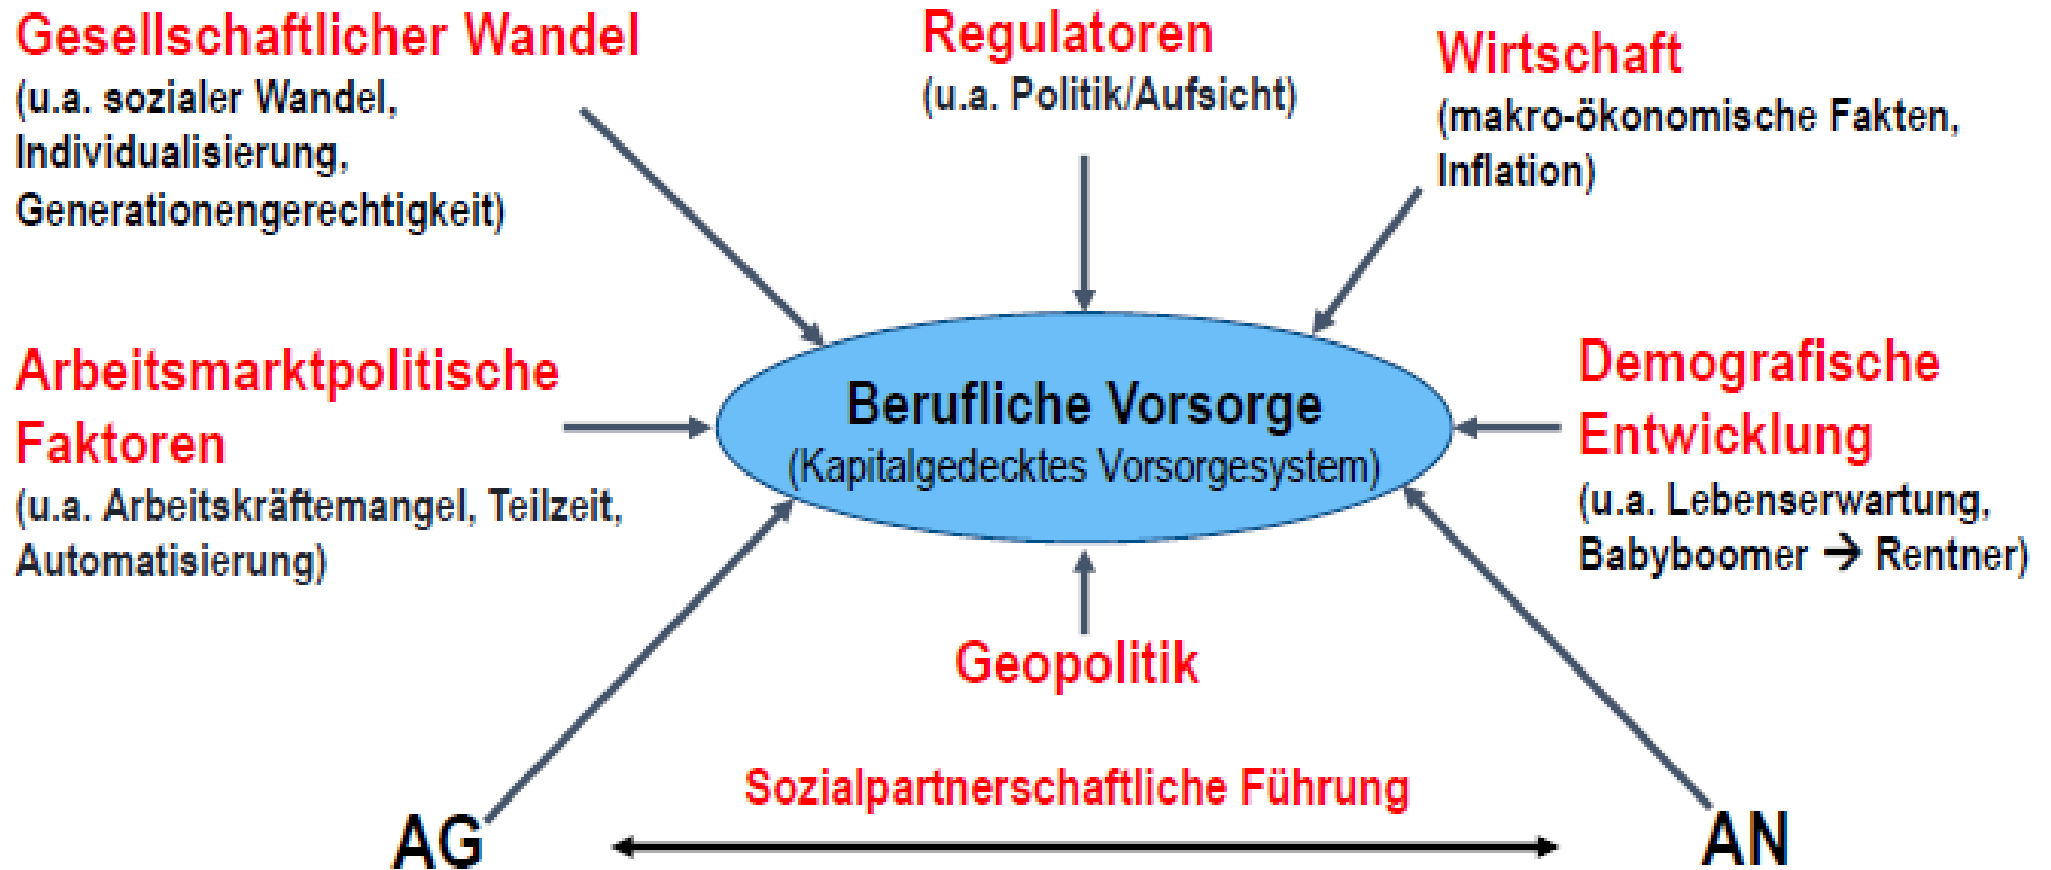 Gesellschaftlicher Wandel
(u.a. sozialer Wandel,
Individualisierung,
Generationengerechtigkeit)
Regulatoren
(u.a. Politik/Aufsicht)
Wirtschaft
(makro-ökonomische Fakten,
Inflation)
Arbeitsmarktpolitische
Faktoren
(u.a. Arbeitskräftemangel, Teilzeit,
Automatisierung)
Berufliche Vorsorge
(Kapitalgedecktes Vorsorgesystem)
Demografische
Entwicklung
(u.a. Lebenserwartung,
Babyboomer → Rentner)
Geopolitik
Sozialpartnerschaftliche Führung
AG
AN